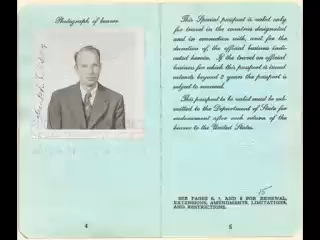 Photograph of bearer
4
This Special passport is valid only
for travel in the countries designated
and in connection with, and for the
duration of the official business indi-
cated herein. If the travel on official
business for which this passport is travel
extends beyond 2 years the passport is
subject to renewal.
This passport to be valid must be sub-
mitted to the Department of State for
endorsement after each return of the
bearer to the United States.
15
SEE PAGES 6, 7, AND 8 FOR RENEWAL,
EXTENSIONS, AMENDMENTS, LIMITATIONS,
AND RESTRICTIONS.
5